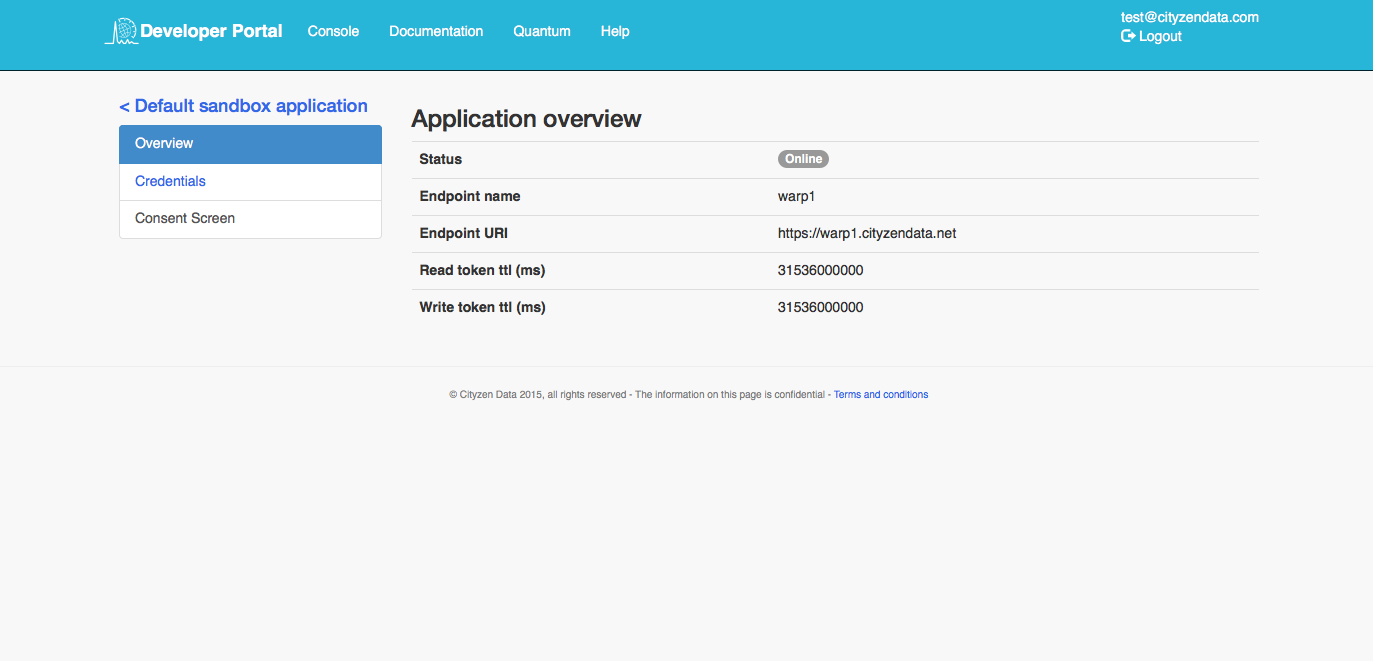 Developer Portal Console Documentation Quantum Help
test@cityzendata.com
Logout
< Default sandbox application
Overview
Credentials
Consent Screen
Application overview
Status Online
Endpoint name warp1
Endpoint URI https://warp1.cityzendata.net
Read token ttl (ms) 31536000000
Write token ttl (ms) 31536000000
© Cityzen Data 2015, all rights reserved - The information on this page is confidential - Terms and conditions